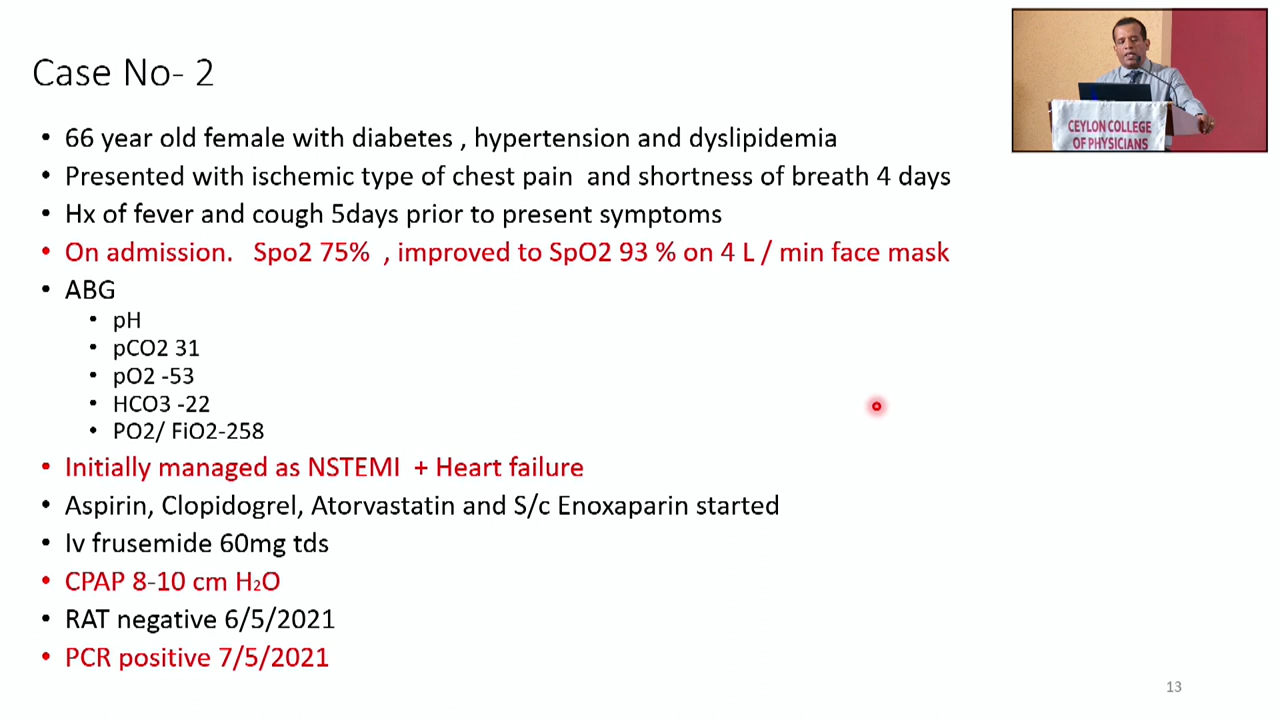 Case No- 2
CEYLON COLLEGE
OF PHYSICIANS
• 66 year old female with diabetes , hypertension and dyslipidemia
• Presented with ischemic type of chest pain and shortness of breath 4 days
• Hx of fever and cough 5days prior to present symptoms
• On admission. Spo2 75% , improved to SpO2 93 % on 4 L / min face mask
• ABG
• pH
• pCO2 31
• pO2 -53
• HCO3 -22
• PO2/ FiO2-258
• Initially managed as NSTEMI + Heart failure
• Aspirin, Clopidogrel, Atorvastatin and S/c Enoxaparin started
• Iv frusemide 60mg tds
• CPAP 8-10 cm H₂O
• RAT negative 6/5/2021
• PCR positive 7/5/2021
13